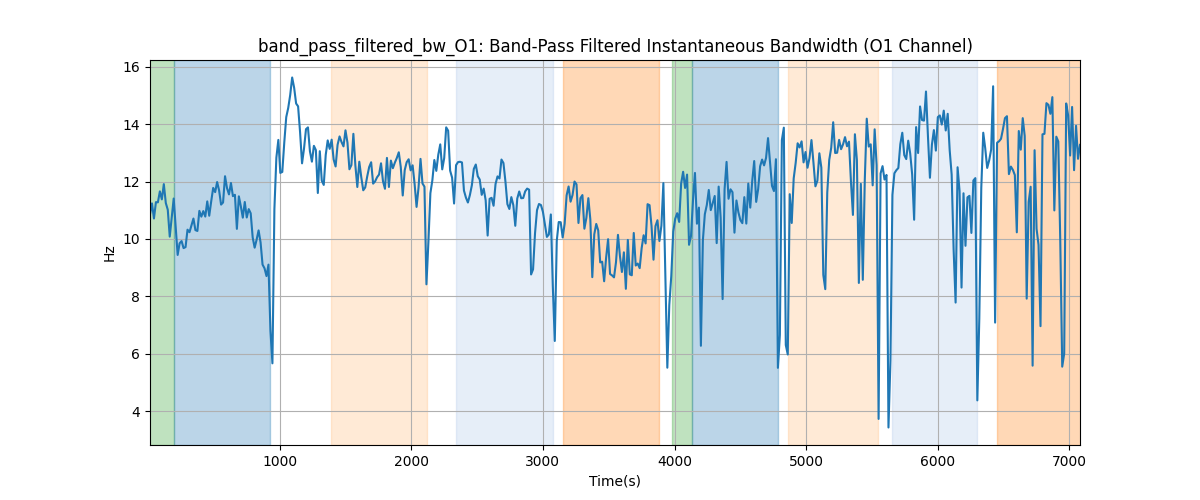 band_pass_filtered_bw_O1: Band-Pass Filtered Instantaneous Bandwidth (O1 Channel)
16
14
12
10
8
6
4
Hz
1000 2000 3000 4000 5000 6000 7000
Time(s)